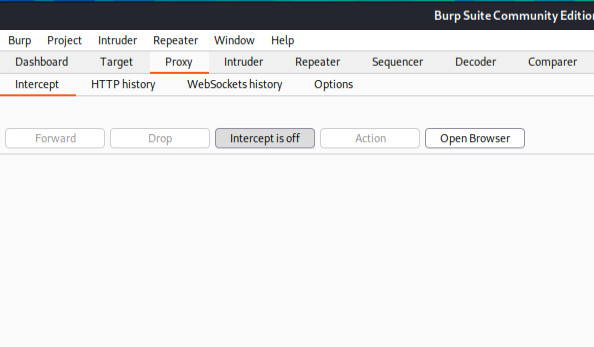 Burp Suite Community Edition
Burp Project Intruder Repeater Window Help
Dashboard Target Proxy Intruder Repeater Sequencer Decoder Comparer
Intercept HTTP history WebSockets history Options
Forward Drop Intercept is off Action Open Browser